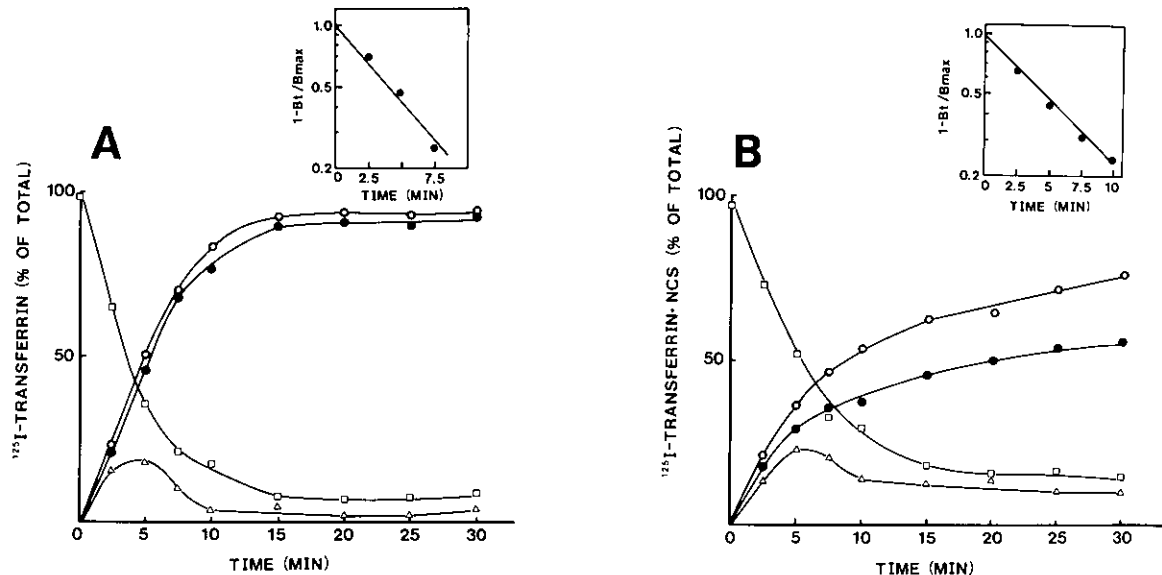 A
¹²⁵I-TRANSFERRIN (% OF TOTAL)
100
50
0 5 10 15 20 25 30
TIME (MIN)
1-Bt/Bmax
1.0
0.5
0.2
0 2.5 7.5
TIME (MIN)
B
¹²⁵I-TRANSFERRIN-NCS (% OF TOTAL)
100
50
0 5 10 15 20 25 30
TIME (MIN)
1-Bt/Bmax
1.0
0.5
0.2
0 2.5 5 7.5 10
TIME (MIN)